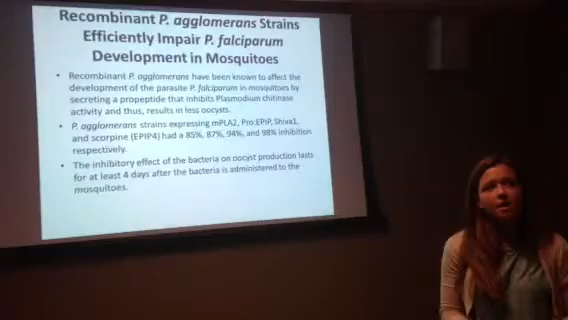 Recombinant P. agglomerans Strains
Efficiently Impair P. falciparum
Development in Mosquitoes
• Recombinant P. agglomerans have been known to affect the
development of the parasite P. falciparum in mosquitoes by
secreting a propeptide that inhibits Plasmodium chitinase
activity and thus, results in less oocysts.
• P. agglomerans strains expressing mPLA2, Pro:EPIP, Shiva1,
and scorpine (EPIP4) had a 85%, 87%, 94%, and 98% inhibition
respectively.
• The inhibitory effect of the bacteria on oocyst production lasts
for at least 4 days after the bacteria is administered to the
mosquitoes.